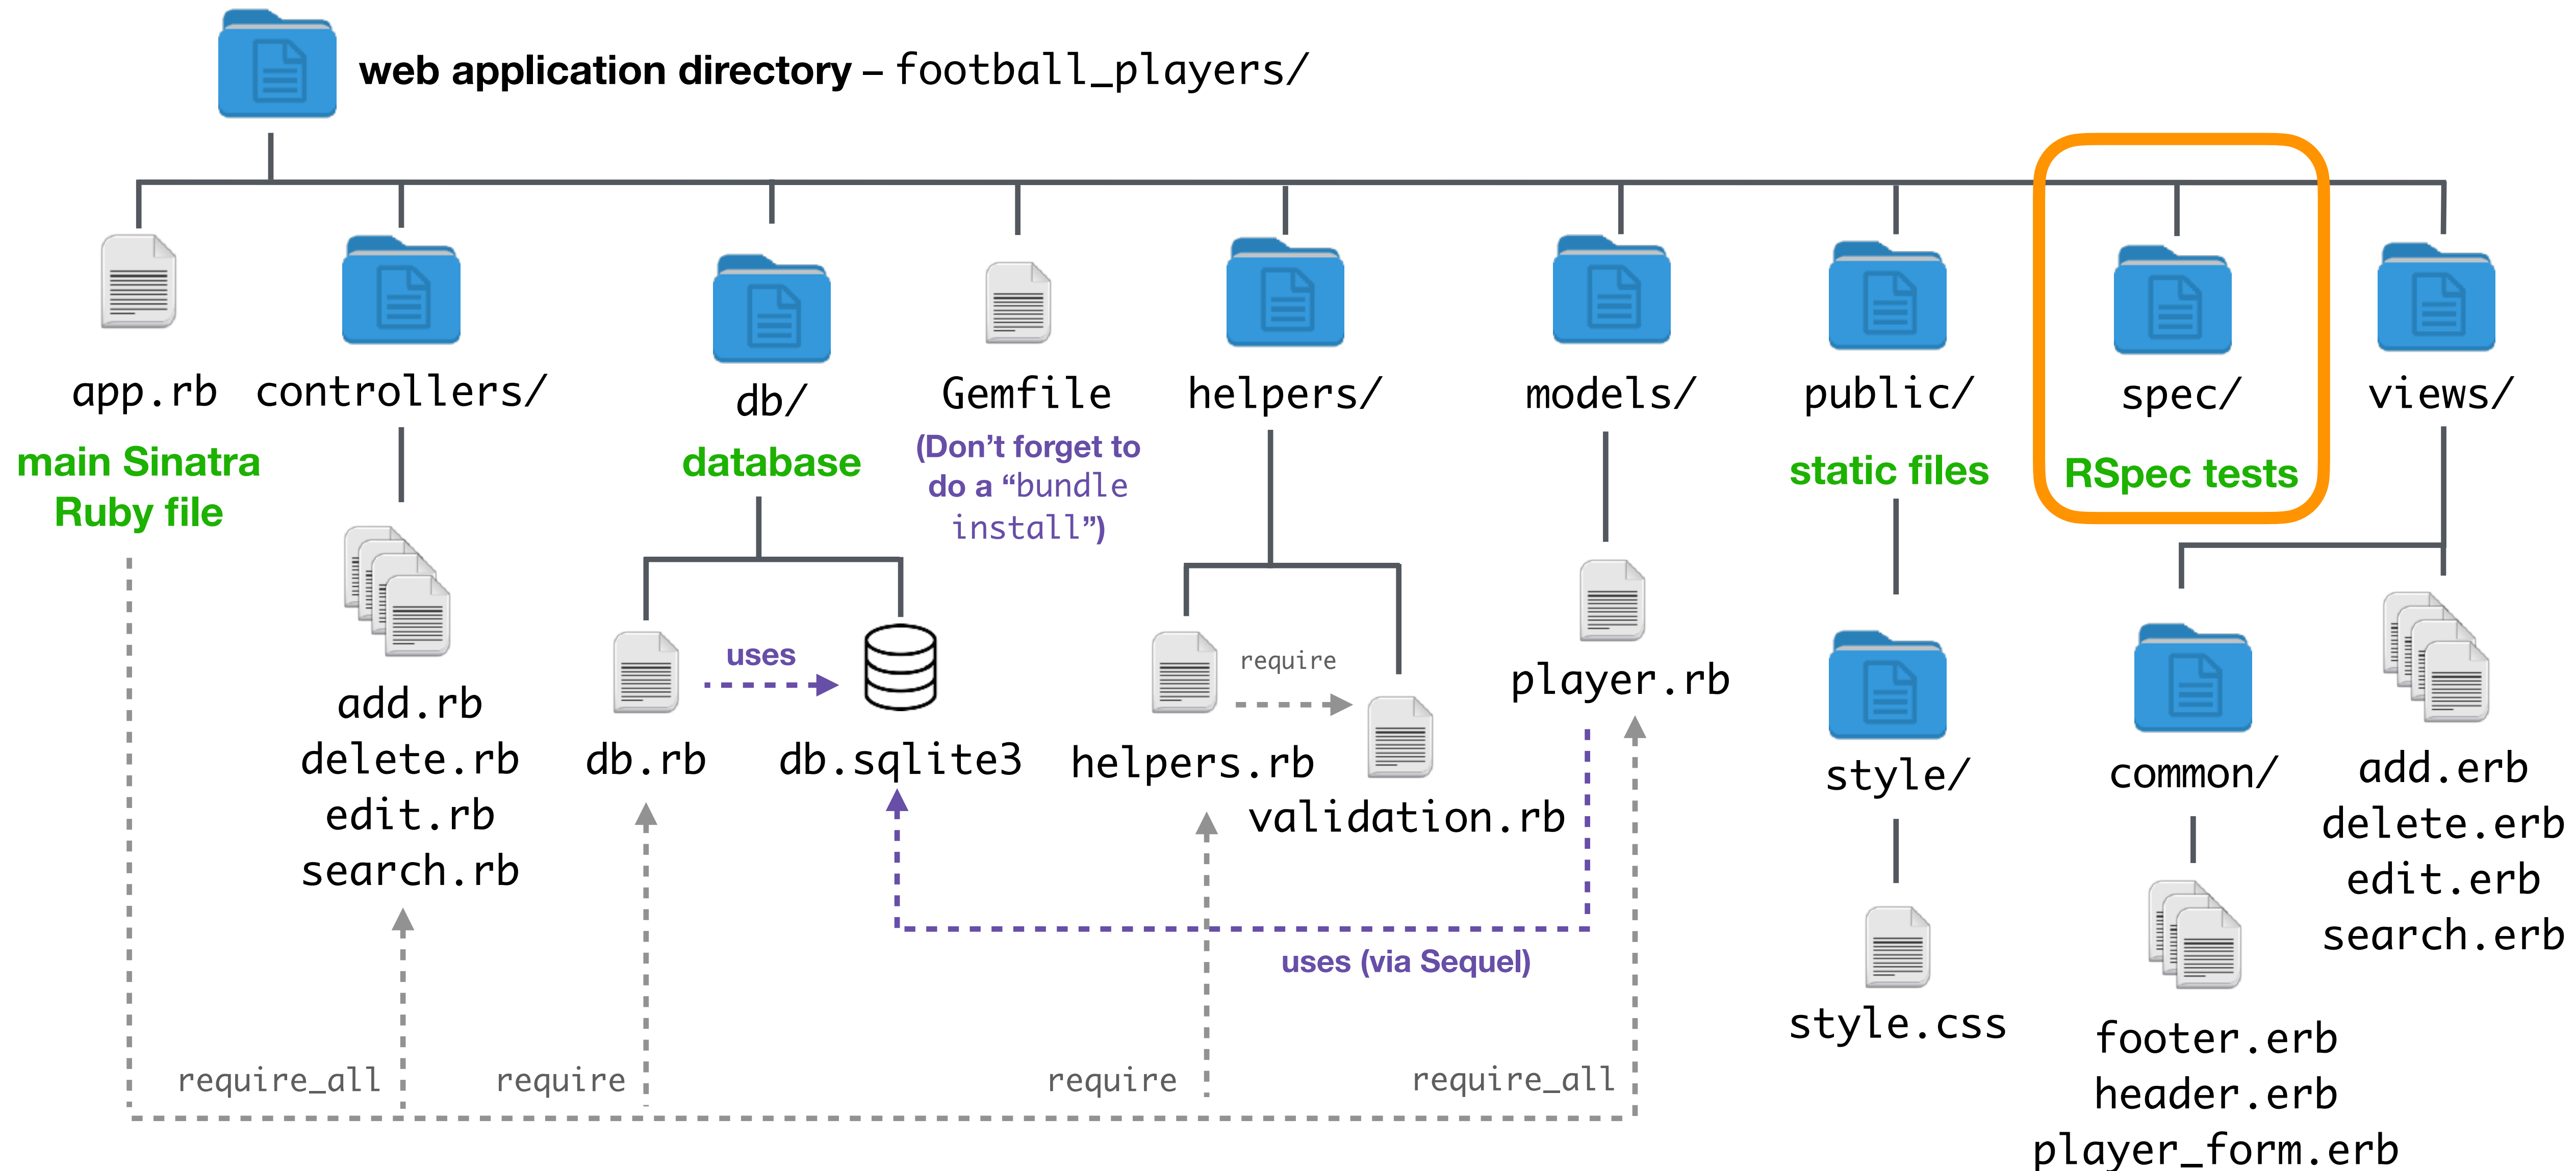 web application directory – football_players/
app.rb
controllers/
db/
Gemfile
helpers/
models/
public/
spec/
views/
main Sinatra
Ruby file
database
(Don’t forget to
do a “bundle
install”)
static files
RSpec tests
add.rb
delete.rb
edit.rb
search.rb
uses
db.rb
db.sqlite3
require
helpers.rb
validation.rb
player.rb
style/
common/
add.erb
delete.erb
edit.erb
search.erb
uses (via Sequel)
style.css
footer.erb
header.erb
player_form.erb
require_all
require
require
require_all